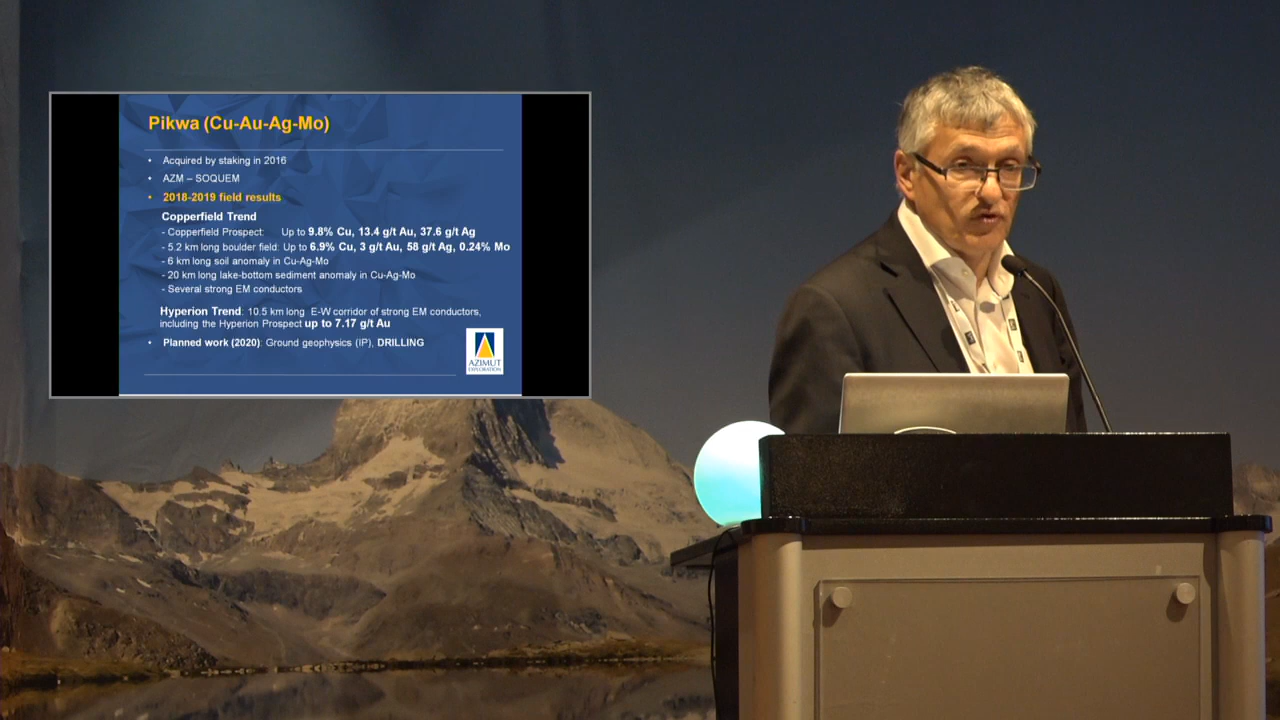 Pikwa (Cu-Au-Ag-Mo)
• Acquired by staking in 2016
• AZM – SOQUEM
• 2018-2019 field results
Copperfield Trend
- Copperfield Prospect: Up to 9.8% Cu, 13.4 g/t Au, 37.6 g/t Ag
- 5.2 km long boulder field: Up to 6.9% Cu, 3 g/t Au, 58 g/t Ag, 0.24% Mo
- 6 km long soil anomaly in Cu-Ag-Mo
- 20 km long lake-bottom sediment anomaly in Cu-Ag-Mo
- Several strong EM conductors
Hyperion Trend: 10.5 km long E-W corridor of strong EM conductors,
including the Hyperion Prospect up to 7.17 g/t Au
• Planned work (2020): Ground geophysics (IP), DRILLING
AZIMUT
EXPLORATION